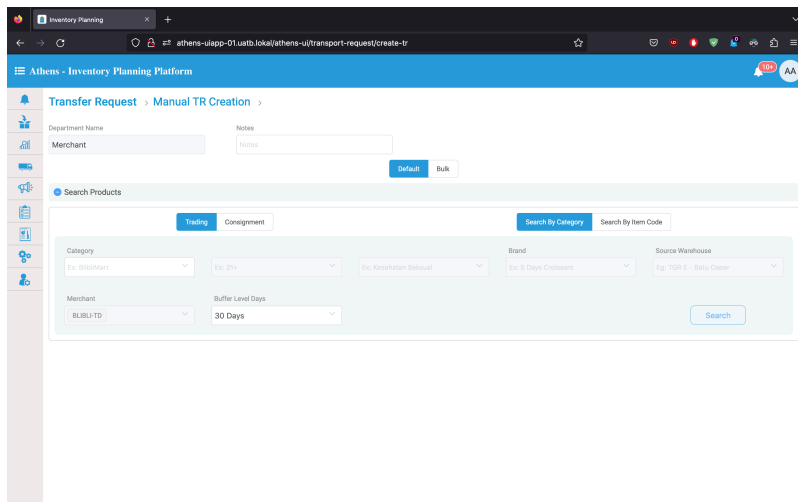 Inventory Planning
athens-uiapp-01.uatb.lokal/athens-ui/transport-request/create-tr
Athens - Inventory Planning Platform
10+
AA
Transfer Request > Manual TR Creation >
Department Name Notes
Merchant Notes
Default Bulk
Search Products
Trading Consignment Search By Category Search By Item Code
Category Brand Source Warehouse
Ex: BlibliMart Ex: 21+ Ex: Kesehatan Seksual Ex: 5 Days Croissant Eg: TGR E - Batu Ceper
Merchant Buffer Level Days
BLIBLI-TD 30 Days Search